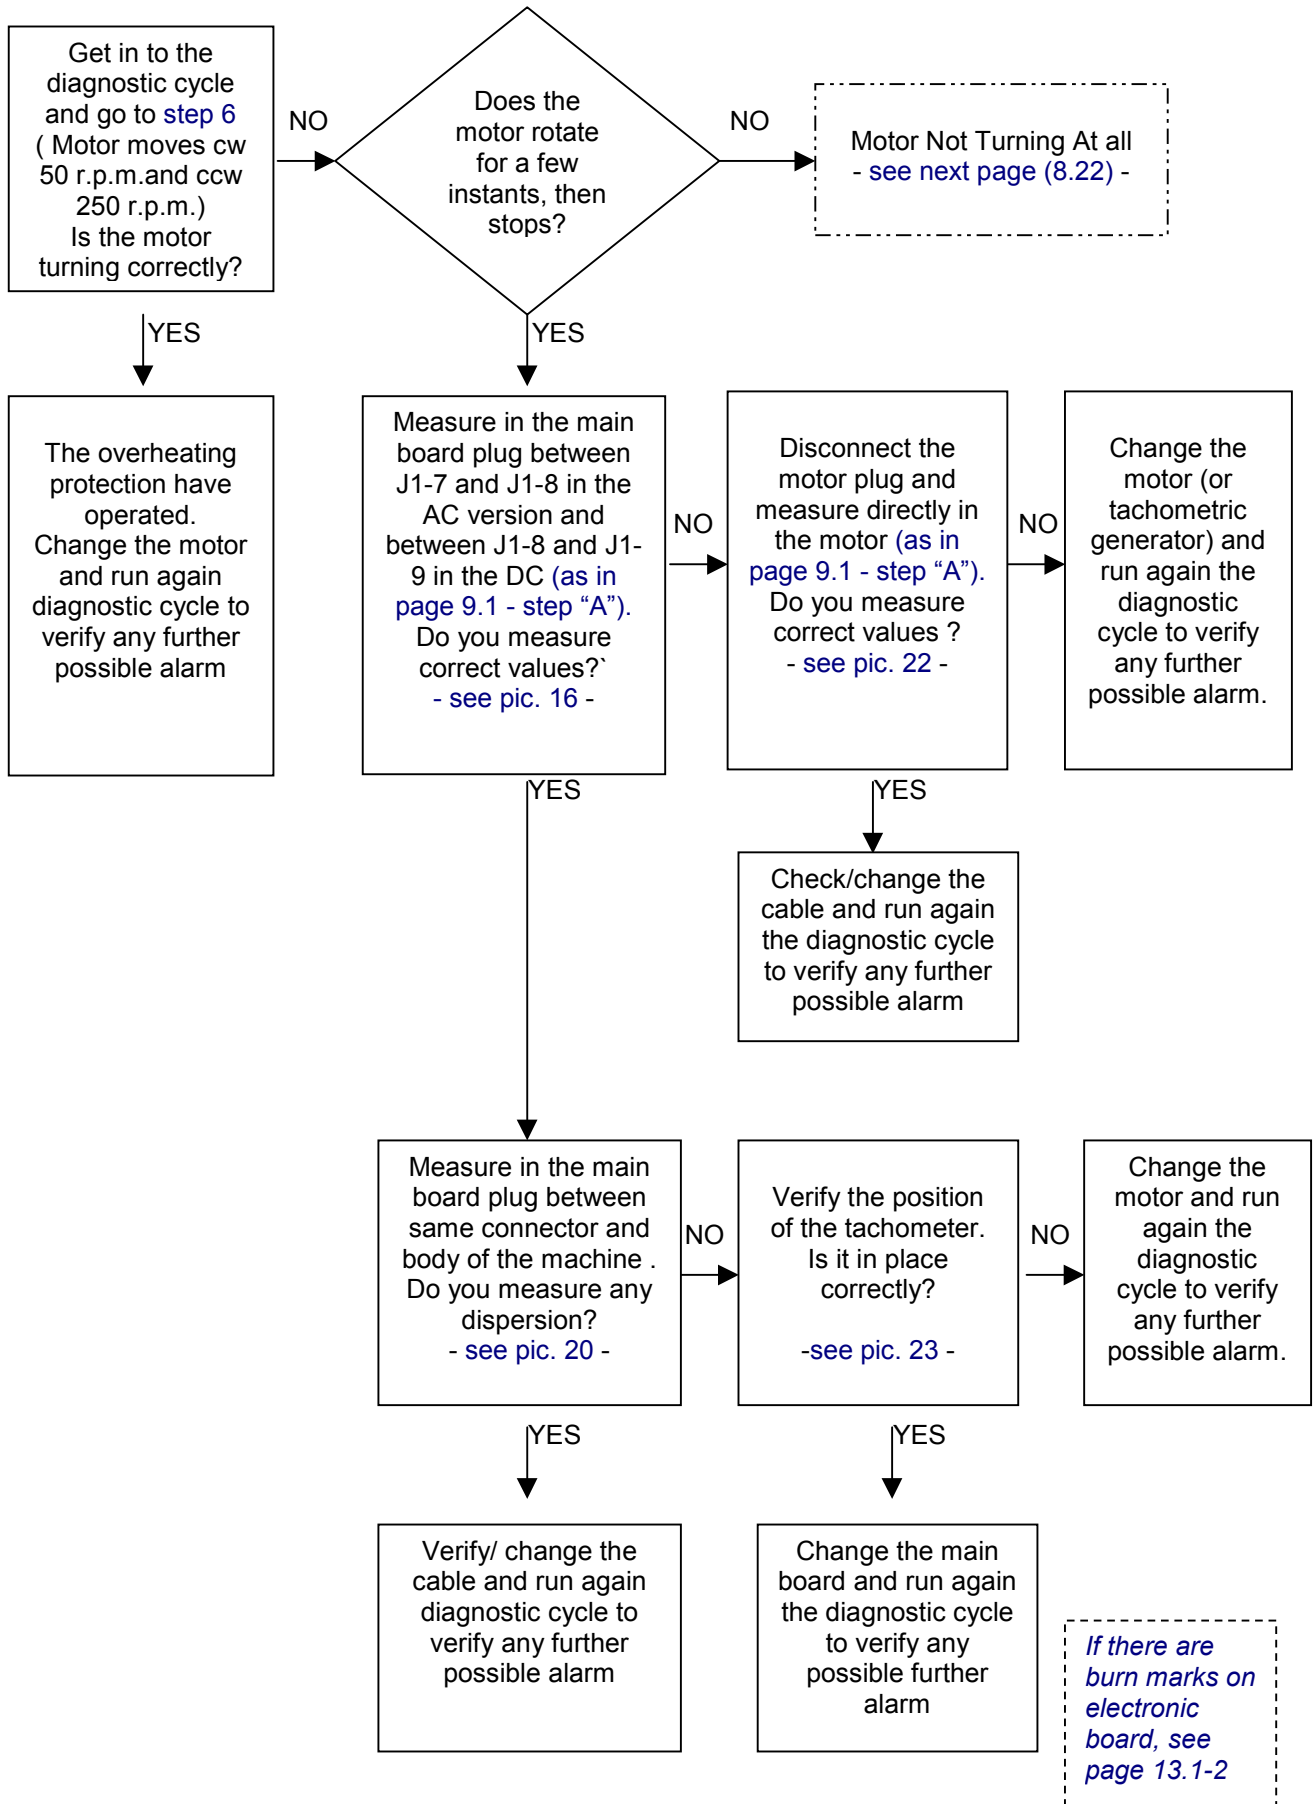 Get in to the
diagnostic cycle
and go to step 6
( Motor moves cw
50 r.p.m.and ccw
250 r.p.m.)
Is the motor
turning correctly?
NO
Does the
motor rotate
for a few
instants, then
stops?
NO
Motor Not Turning At all
- see next page (8.22) -
YES
YES
The overheating
protection have
operated.
Change the motor
and run again
diagnostic cycle to
verify any further
possible alarm
Measure in the main
board plug between
J1-7 and J1-8 in the
AC version and
between J1-8 and J1-
9 in the DC (as in
page 9.1 - step “A”).
Do you measure
correct values?`
- see pic. 16 -
NO
Disconnect the
motor plug and
measure directly in
the motor (as in
page 9.1 - step “A”).
Do you measure
correct values ?
- see pic. 22 -
NO
Change the
motor (or
tachometric
generator) and
run again the
diagnostic
cycle to verify
any further
possible alarm.
YES
YES
Check/change the
cable and run again
the diagnostic cycle
to verify any further
possible alarm
Measure in the main
board plug between
same connector and
body of the machine .
Do you measure any
dispersion?
- see pic. 20 -
NO
Verify the position
of the tachometer.
Is it in place
correctly?
-see pic. 23 -
NO
Change the
motor and run
again the
diagnostic
cycle to verify
any further
possible alarm.
YES
YES
Verify/ change the
cable and run again
diagnostic cycle to
verify any further
possible alarm
Change the main
board and run again
the diagnostic cycle
to verify any
possible further
alarm
If there are
burn marks on
electronic
board, see
page 13.1-2